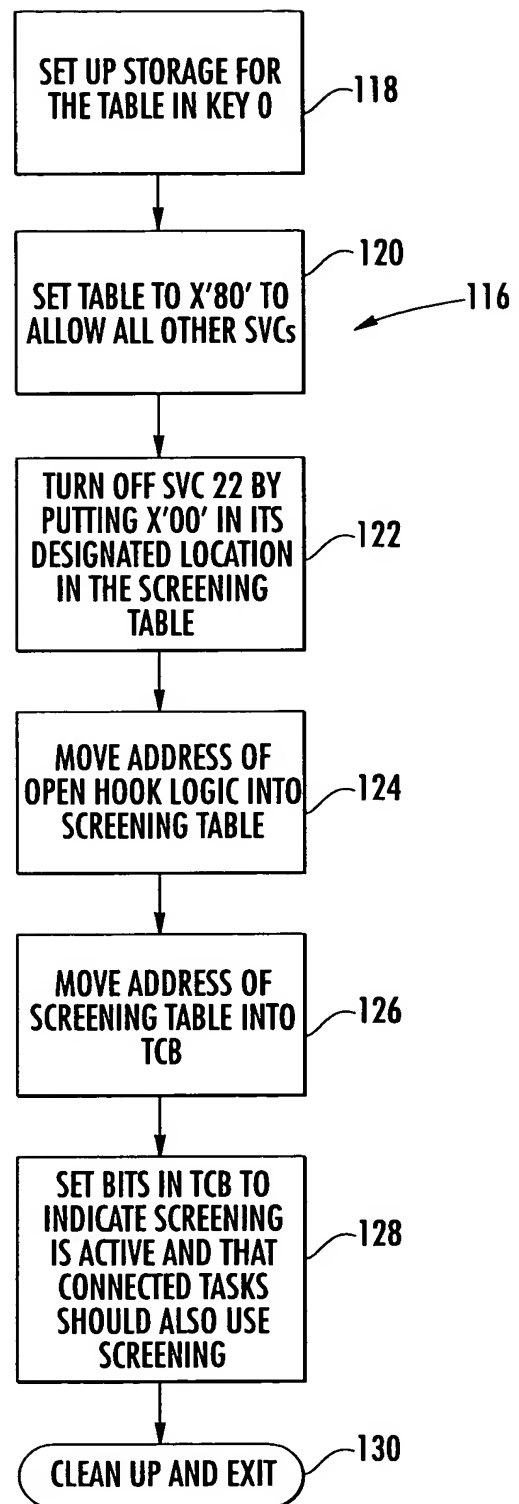 SET UP STORAGE FOR
THE TABLE IN KEY 0
118
SET TABLE TO X'80' TO
ALLOW ALL OTHER SVCs
120
116
TURN OFF SVC 22 BY
PUTTING X'00' IN ITS
DESIGNATED LOCATION
IN THE SCREENING
TABLE
122
MOVE ADDRESS OF
OPEN HOOK LOGIC INTO
SCREENING TABLE
124
MOVE ADDRESS OF
SCREENING TABLE INTO
TCB
126
SET BITS IN TCB TO
INDICATE SCREENING
IS ACTIVE AND THAT
CONNECTED TASKS
SHOULD ALSO USE
SCREENING
128
CLEAN UP AND EXIT
130